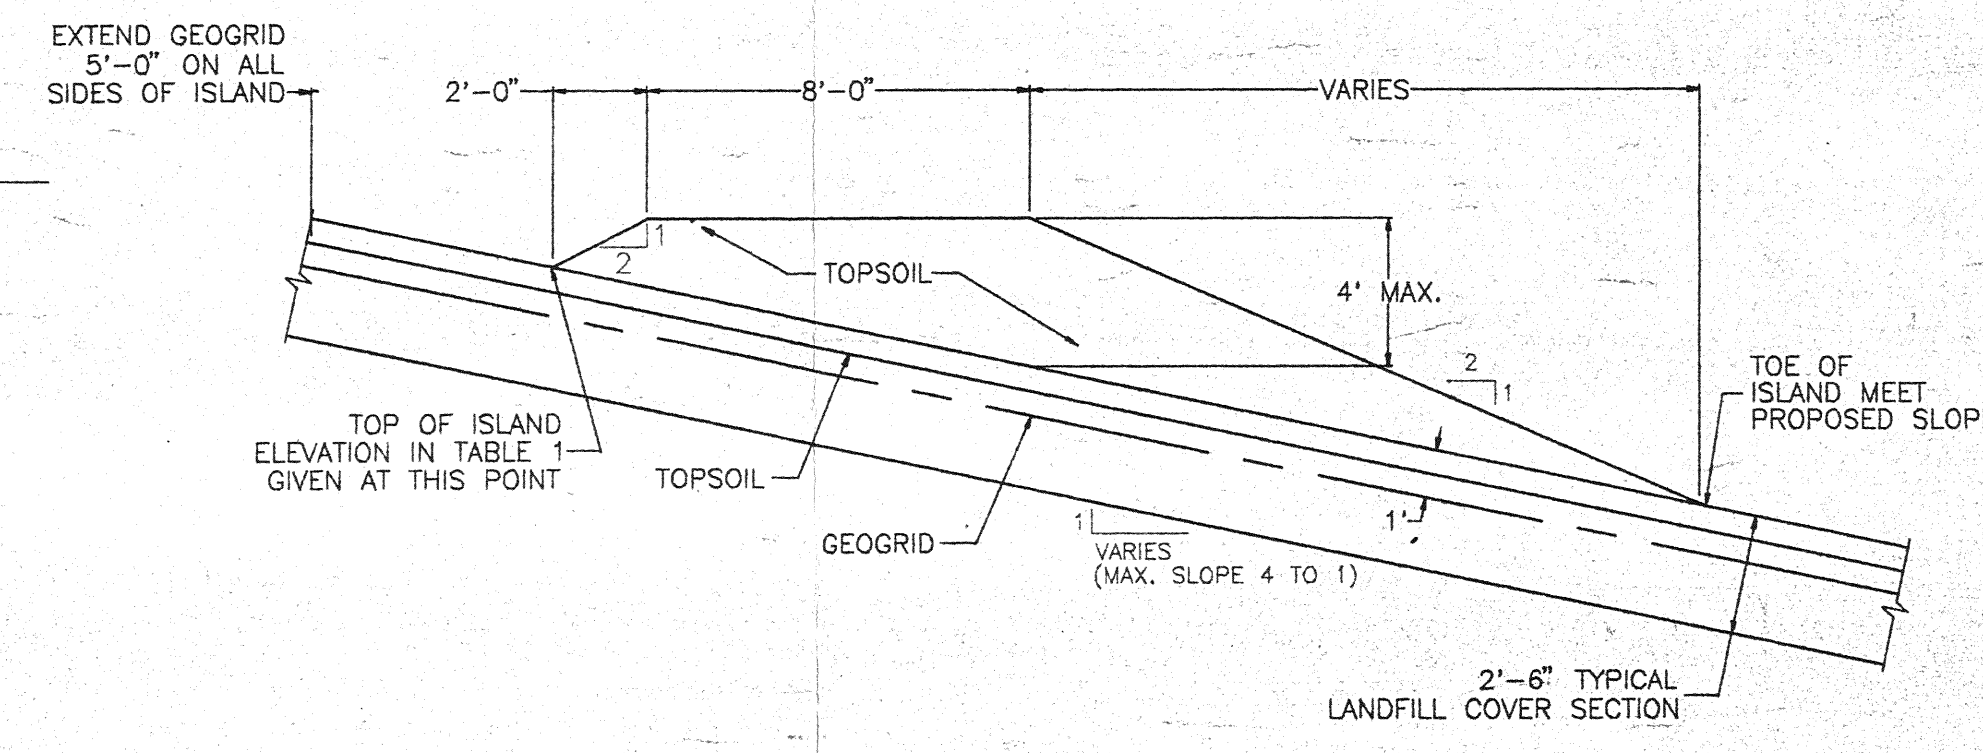 EXTEND GEOGRID
5'-0" ON ALL
SIDES OF ISLAND
2'-0"
8'-0"
VARIES
1
2
TOPSOIL
4' MAX.
2
1
TOE OF
ISLAND MEET
PROPOSED SLOP
TOP OF ISLAND
ELEVATION IN TABLE 1
GIVEN AT THIS POINT
TOPSOIL
GEOGRID
1'
1
VARIES
(MAX. SLOPE 4 TO 1)
2'-6" TYPICAL
LANDFILL COVER SECTION